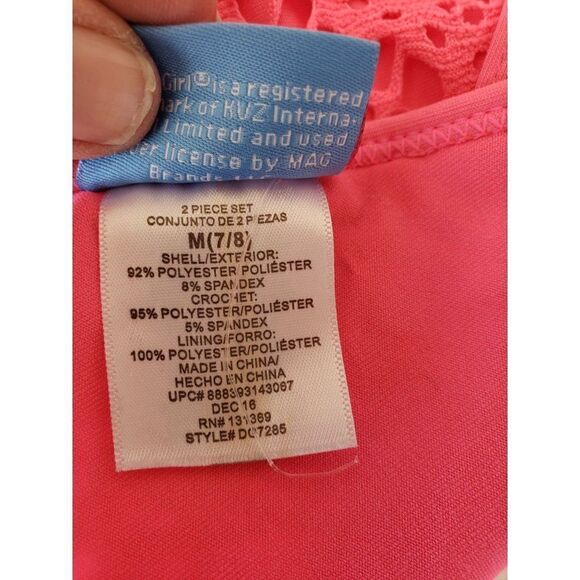 Girl® is a registered
mark of KVZ Interna-
Limited and used
license by MAG
Brands
2 PIECE SET
CONJUNTO DE 2 PIEZAS
M(7/8)
SHELL/EXTERIOR:
92% POLYESTER/POLIÉSTER
8% SPANDEX
CROCHET:
95% POLYESTER/POLIÉSTER
5% SPANDEX
LINING/FORRO:
100% POLYESTER/POLIÉSTER
MADE IN CHINA/
HECHO EN CHINA
UPC# 888393143067
DEC 16
RN# 131369
STYLE# DC7285